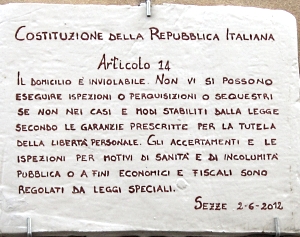 Costituzione della Repubblica Italiana
Articolo 14
Il domicilio è inviolabile. Non vi si possono
eseguire ispezioni o perquisizioni o sequestri
se non nei casi e modi stabiliti dalla legge
secondo le garanzie prescritte per la tutela
della libertà personale. Gli accertamenti e le
ispezioni per motivi di sanità e di incolumità
pubblica o a fini economici e fiscali sono
regolati da leggi speciali.
Sezze 2-6-2012